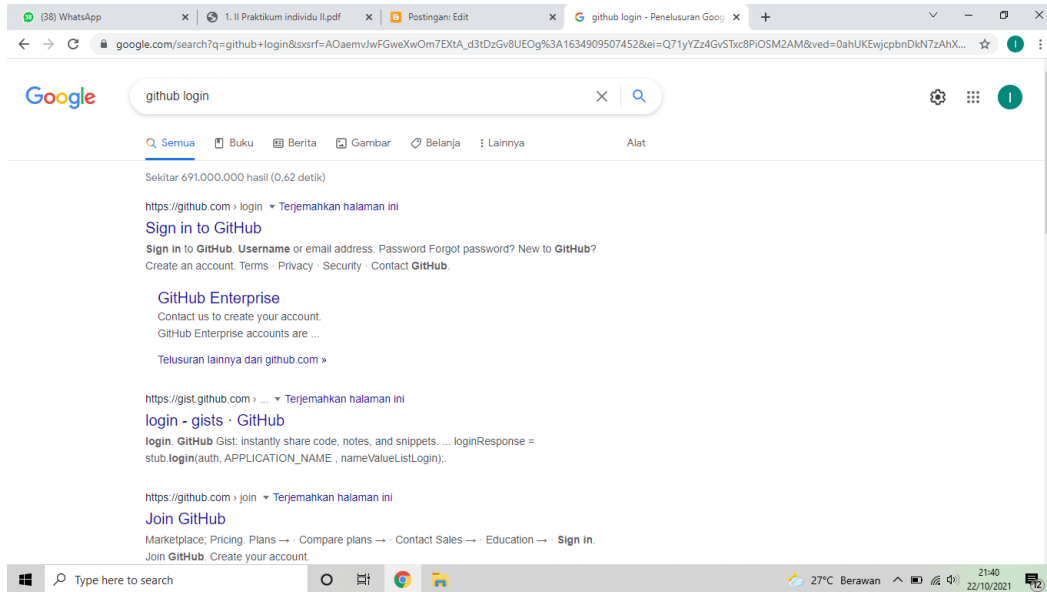 (38) WhatsApp
1. II Praktikum individu II.pdf
Postingan: Edit
github login - Penelusuran Goog
google.com/search?q=github+login&sxsrf=AOaemvJwFGweXwOm7EXtA_d3tDzGv8UEOg%3A1634909507452&ei=Q71yYZz4GvSTxc8PiOSM2AM&ved=0ahUKEwjcpbnDkN7zAhX...
I
Google
github login
I
Semua
Buku
Berita
Gambar
Belanja
Lainnya
Alat
Sekitar 691.000.000 hasil (0,62 detik)
https://github.com › login Terjemahkan halaman ini
Sign in to GitHub
Sign in to GitHub. Username or email address. Password Forgot password? New to GitHub?
Create an account. Terms · Privacy · Security · Contact GitHub.
GitHub Enterprise
Contact us to create your account.
GitHub Enterprise accounts are ...
Telusuran lainnya dari github.com »
https://gist.github.com › ... Terjemahkan halaman ini
login - gists · GitHub
login. GitHub Gist: instantly share code, notes, and snippets. ... loginResponse =
stub.login(auth, APPLICATION_NAME , nameValueListLogin);.
https://github.com › join Terjemahkan halaman ini
Join GitHub
Marketplace; Pricing. Plans → · Compare plans → · Contact Sales → · Education → · Sign in.
Join GitHub. Create your account.
Type here to search
27°C Berawan
21:40
22/10/2021
12